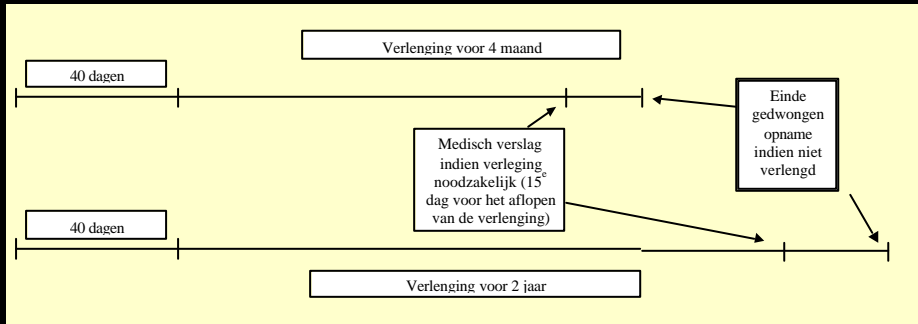 Verlenging voor 4 maand
40 dagen
Einde
gedwongen
opname
indien niet
verlengd
Medisch verslag
indien verleging
noodzakelijk (15e
dag voor het aflopen
van de verlenging)
40 dagen
Verlenging voor 2 jaar